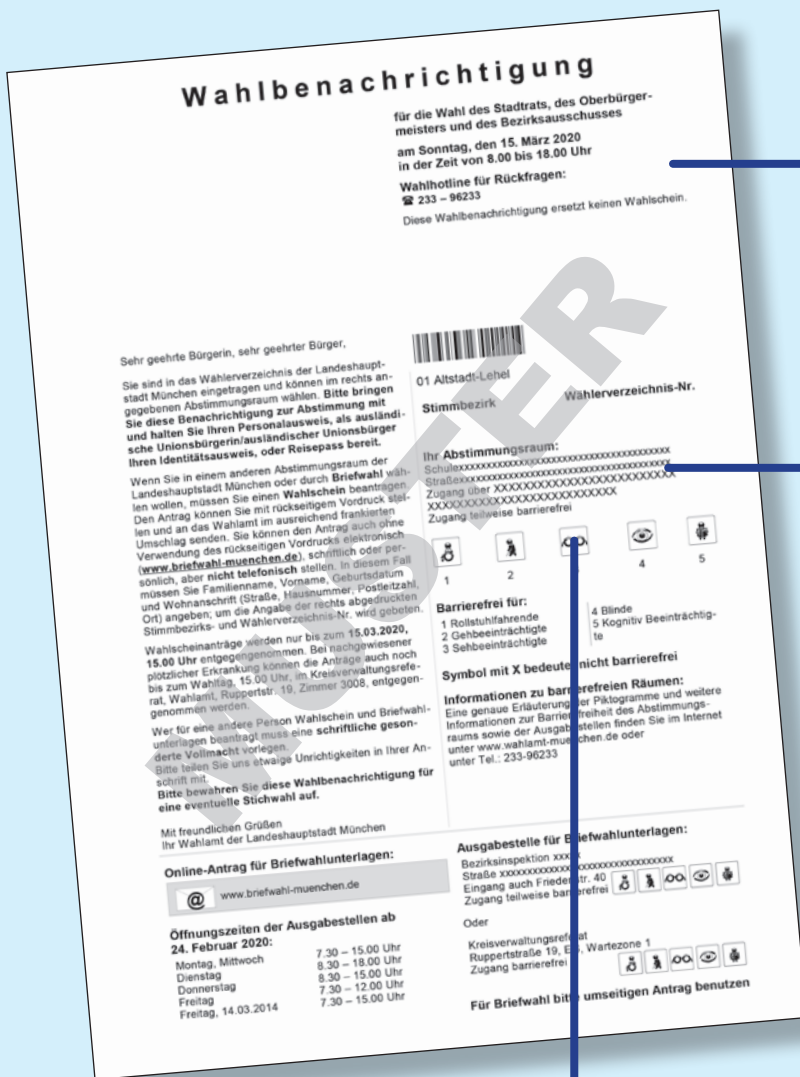 Wahlbenachrichtigung
für die Wahl des Stadtrats, des Oberbürger-
meisters und des Bezirksausschusses
am Sonntag, den 15. März 2020
in der Zeit von 8.00 bis 18.00 Uhr
Wahlhotline für Rückfragen:
☎ 233 – 96233
Diese Wahlbenachrichtigung ersetzt keinen Wahlschein.
MUSTER
Sehr geehrte Bürgerin, sehr geehrter Bürger,
Sie sind in das Wählerverzeichnis der Landeshaupt-
stadt München eingetragen und können im rechts an-
gegebenen Abstimmungsraum wählen. Bitte bringen
Sie diese Benachrichtigung zur Abstimmung mit
und halten Sie Ihren Personalausweis, als ausländi-
sche Unionsbürgerin/ausländischer Unionsbürger
Ihren Identitätsausweis, oder Reisepass bereit.
Wenn Sie in einem anderen Abstimmungsraum der
Landeshauptstadt München oder durch Briefwahl wäh-
len wollen, müssen Sie einen Wahlschein beantragen.
Den Antrag können Sie mit rückseitigem Vordruck stel-
len und an das Wahlamt im ausreichend frankierten
Umschlag senden. Sie können den Antrag auch ohne
Verwendung des rückseitigen Vordrucks elektronisch
(www.briefwahl-muenchen.de), schriftlich oder per-
sönlich, aber nicht telefonisch stellen. In diesem Fall
müssen Sie Familienname, Vorname, Geburtsdatum
und Wohnanschrift (Straße, Hausnummer, Postleitzahl,
Ort) angeben; um die Angabe der rechts abgedruckten
Stimmbezirks- und Wählerverzeichnis-Nr. wird gebeten.
Wahlscheinanträge werden nur bis zum 15.03.2020,
15.00 Uhr entgegengenommen. Bei nachgewiesener
plötzlicher Erkrankung können die Anträge auch noch
bis zum Wahltag, 15.00 Uhr, im Kreisverwaltungsrefe-
rat, Wahlamt, Ruppertstr. 19, Zimmer 3008, entgegen-
genommen werden.
Wer für eine andere Person Wahlschein und Briefwahl-
unterlagen beantragt muss eine schriftliche geson-
derte Vollmacht vorlegen.
Bitte teilen Sie uns etwaige Unrichtigkeiten in Ihrer An-
schrift mit.
Bitte bewahren Sie diese Wahlbenachrichtigung für
eine eventuelle Stichwahl auf.
Mit freundlichen Grüßen
Ihr Wahlamt der Landeshauptstadt München
01 Altstadt-Lehel
Stimmbezirk Wählerverzeichnis-Nr.
Ihr Abstimmungsraum:
Schulexxxxxxxxxxxxxxxxxxxxxxxxxxxxxxxxxxxxx
Straßexxxxxxxxxxxxxxxxxxxxxxxxxxxxxxxxxxxxx
Zugang über XXXXXXXXXXXXXXXXXXXXXXXX
XXXXXXXXXXXXXXXXXXXXXXXXX
Zugang teilweise barrierefrei
1 2 4 5
Barrierefrei für:
1 Rollstuhlfahrende
2 Gehbeeinträchtigte
3 Sehbeeinträchtigte
4 Blinde
5 Kognitiv Beeinträchtig-
te
Symbol mit X bedeutet nicht barrierefrei
Informationen zu barrierefreien Räumen:
Eine genaue Erläuterung der Piktogramme und weitere
Informationen zur Barrierefreiheit des Abstimmungs-
raums sowie der Ausgabestellen finden Sie im Internet
unter www.wahlamt-muenchen.de oder
unter Tel.: 233-96233
Online-Antrag für Briefwahlunterlagen:
@ www.briefwahl-muenchen.de
Öffnungszeiten der Ausgabestellen ab
24. Februar 2020:
Montag, Mittwoch 7.30 – 15.00 Uhr
Dienstag 8.30 – 18.00 Uhr
Donnerstag 8.30 – 15.00 Uhr
Freitag 7.30 – 12.00 Uhr
Freitag, 14.03.2014 7.30 – 15.00 Uhr
Ausgabestelle für Briefwahlunterlagen:
Bezirksinspektion xxxxx
Straße xxxxxxxxxxxxxxxxxxxxxxxxxxxxxxx
Eingang auch Friedenstr. 40
Zugang teilweise barrierefrei
Oder
Kreisverwaltungsreferat
Ruppertstraße 19, Wartezone 1
Zugang barrierefrei
Für Briefwahl bitte umseitigen Antrag benutzen